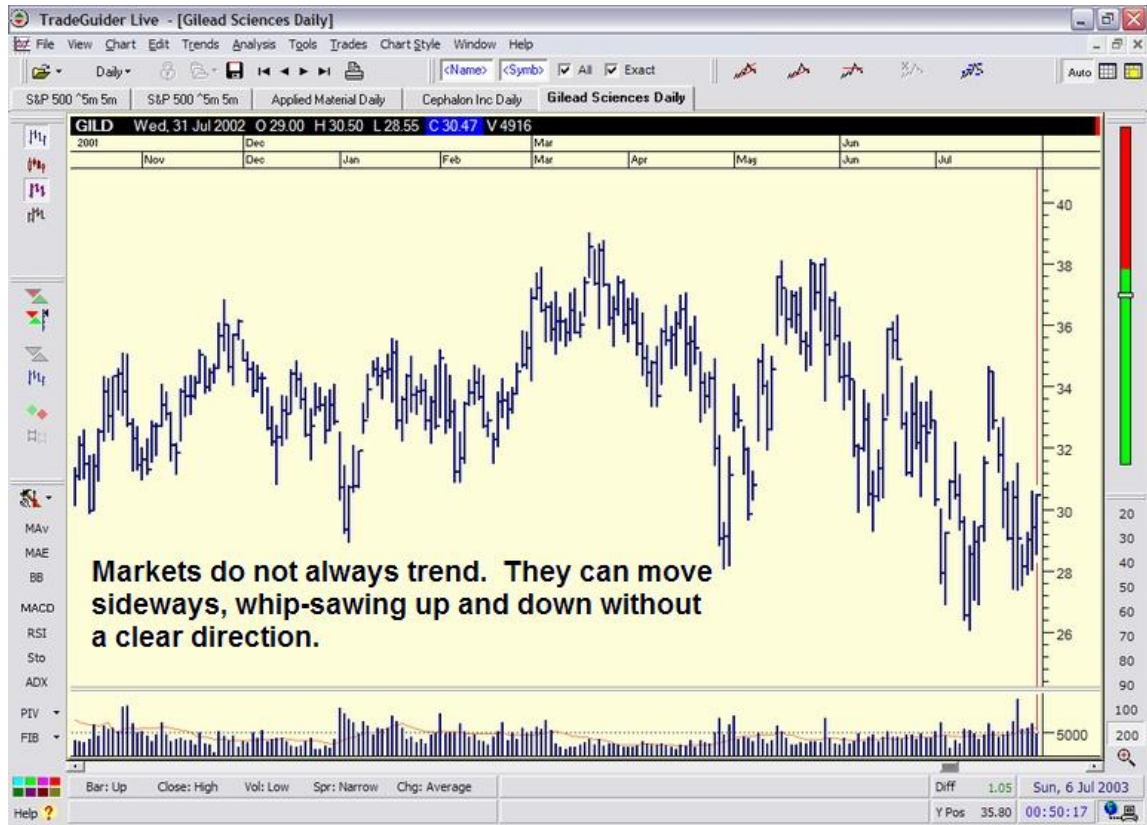 TradeGuider Live - [Gilead Sciences Daily]
File View Chart Edit Trends Analysis Tools Trades Chart Style Window Help
Daily <Name> <Symb> All Exact Auto
S&P 500 ^5m 5m S&P 500 ^5m 5m Applied Material Daily Cephalon Inc Daily Gilead Sciences Daily
GILD Wed, 31 Jul 2002 O 29.00 H 30.50 L 28.55 C 30.47 V 4916
2001 Dec Mar Jun
Nov Dec Jan Feb Mar Apr May Jun Jul
40
38
36
34
32
30
28
26
5000
Markets do not always trend. They can move
sideways, whip-sawing up and down without
a clear direction.
MAv
MAE
BB
MACD
RSI
Sto
ADX
PIV
FIB
20
30
40
50
60
70
80
90
100
200
Bar: Up Close: High Vol: Low Spr: Narrow Chg: Average Diff 1.05 Sun, 6 Jul 2003
Help ? Y Pos 35.80 00:50:17